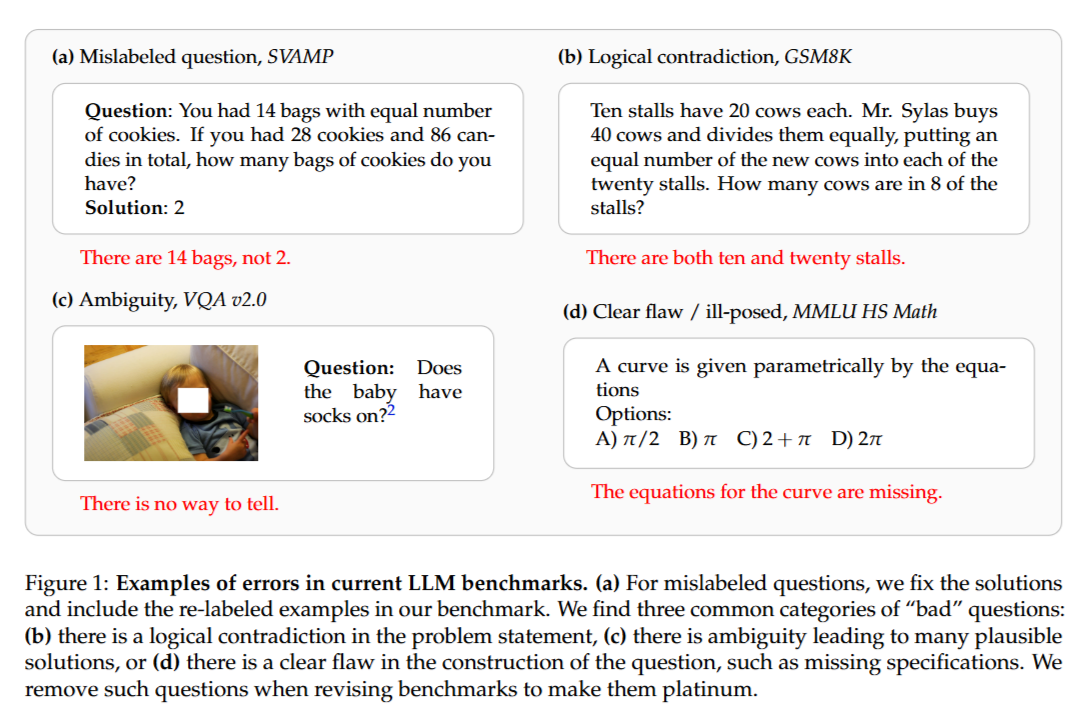 (a) Mislabeled question, SVAMP
Question: You had 14 bags with equal number
of cookies. If you had 28 cookies and 86 can-
dies in total, how many bags of cookies do you
have?
Solution: 2
There are 14 bags, not 2.
(b) Logical contradiction, GSM8K
Ten stalls have 20 cows each. Mr. Sylas buys
40 cows and divides them equally, putting an
equal number of the new cows into each of the
twenty stalls. How many cows are in 8 of the
stalls?
There are both ten and twenty stalls.
(c) Ambiguity, VQA v2.0
Question: Does
the baby have
socks on?2
There is no way to tell.
(d) Clear flaw / ill-posed, MMLU HS Math
A curve is given parametrically by the equa-
tions
Options:
A) π/2 B) π C) 2 + π D) 2π
The equations for the curve are missing.
Figure 1: Examples of errors in current LLM benchmarks. (a) For mislabeled questions, we fix the solutions
and include the re-labeled examples in our benchmark. We find three common categories of “bad” questions:
(b) there is a logical contradiction in the problem statement, (c) there is ambiguity leading to many plausible
solutions, or (d) there is a clear flaw in the construction of the question, such as missing specifications. We
remove such questions when revising benchmarks to make them platinum.